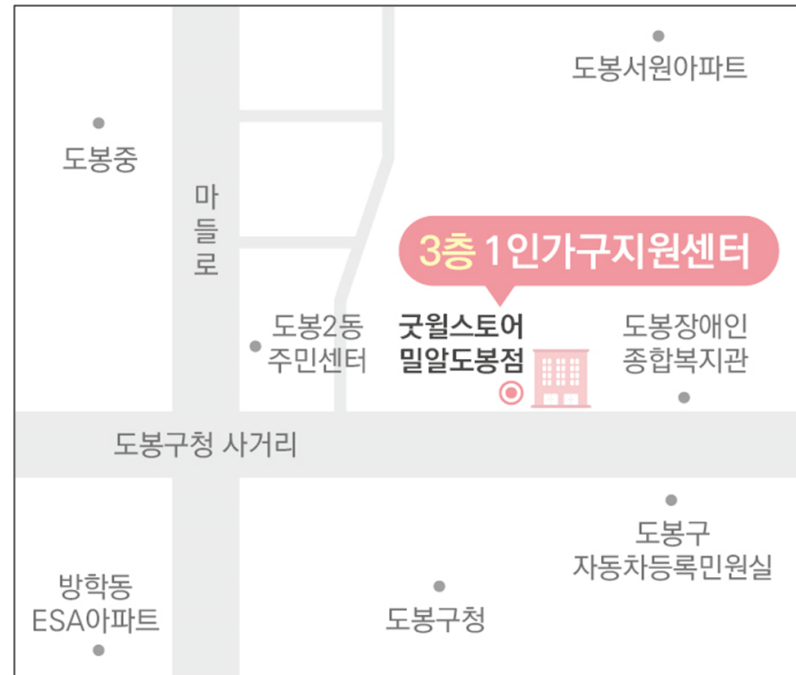 도봉서원아파트
도봉중
마들로
3층 1인가구지원센터
도봉2동
주민센터
굿윌스토어
밀알도봉점
도봉장애인
종합복지관
도봉구청 사거리
도봉구
자동차등록민원실
방학동
ESA아파트
도봉구청